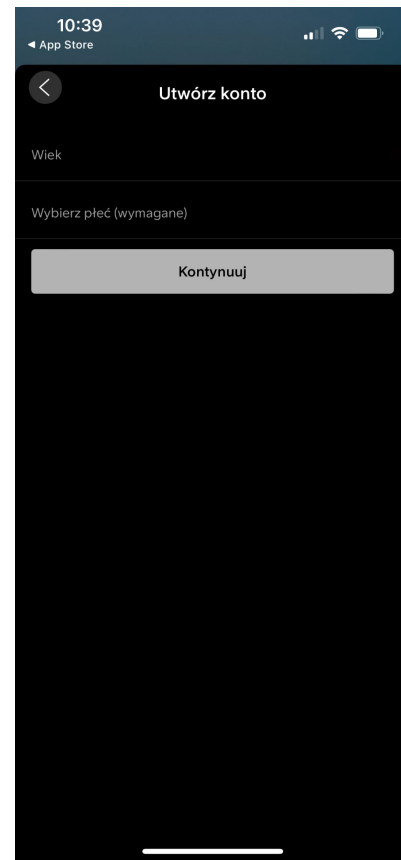 10:39
◀ App Store
Utwórz konto
Wiek
Wybierz płeć (wymagane)
Kontynuuj